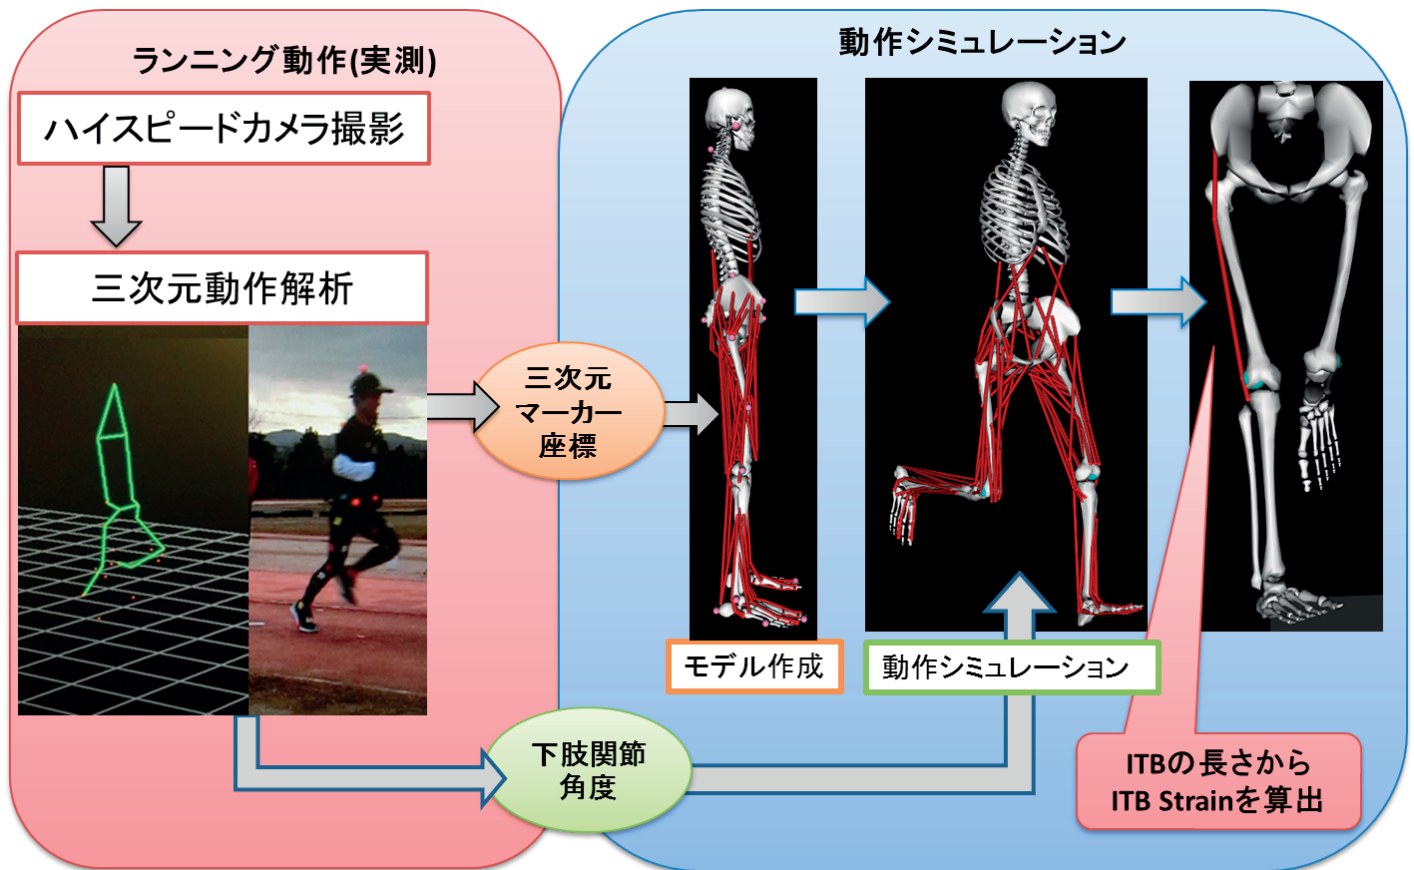 ランニング動作(実測)
ハイスピードカメラ撮影
三次元動作解析
三次元
マーカー
座標
下肢関節
角度
動作シミュレーション
モデル作成
動作シミュレーション
ITBの長さから
ITB Strainを算出